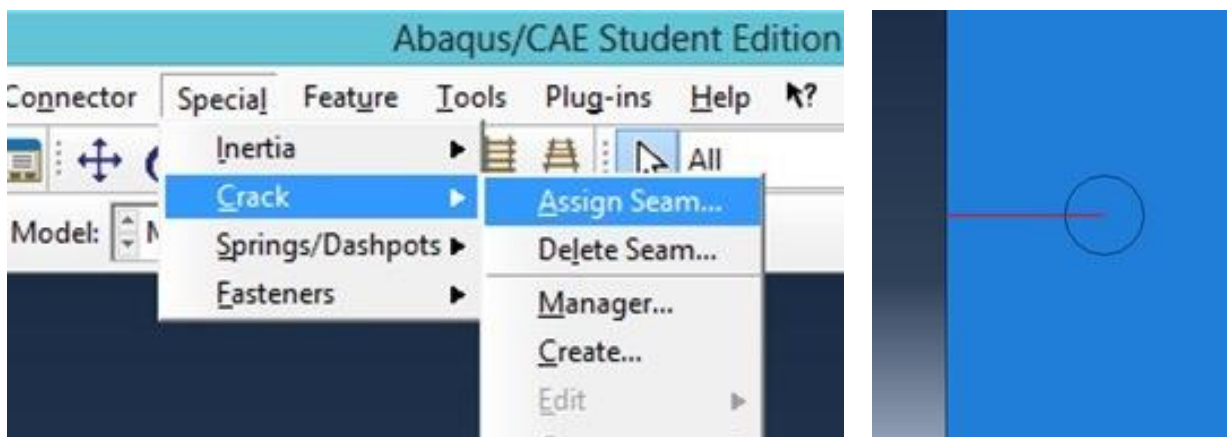 Abaqus/CAE Student Edition
Connector Special Feature Tools Plug-ins Help
All
Inertia
Crack Assign Seam...
Model: Springs/Dashpots Delete Seam...
Fasteners Manager...
Create...
Edit